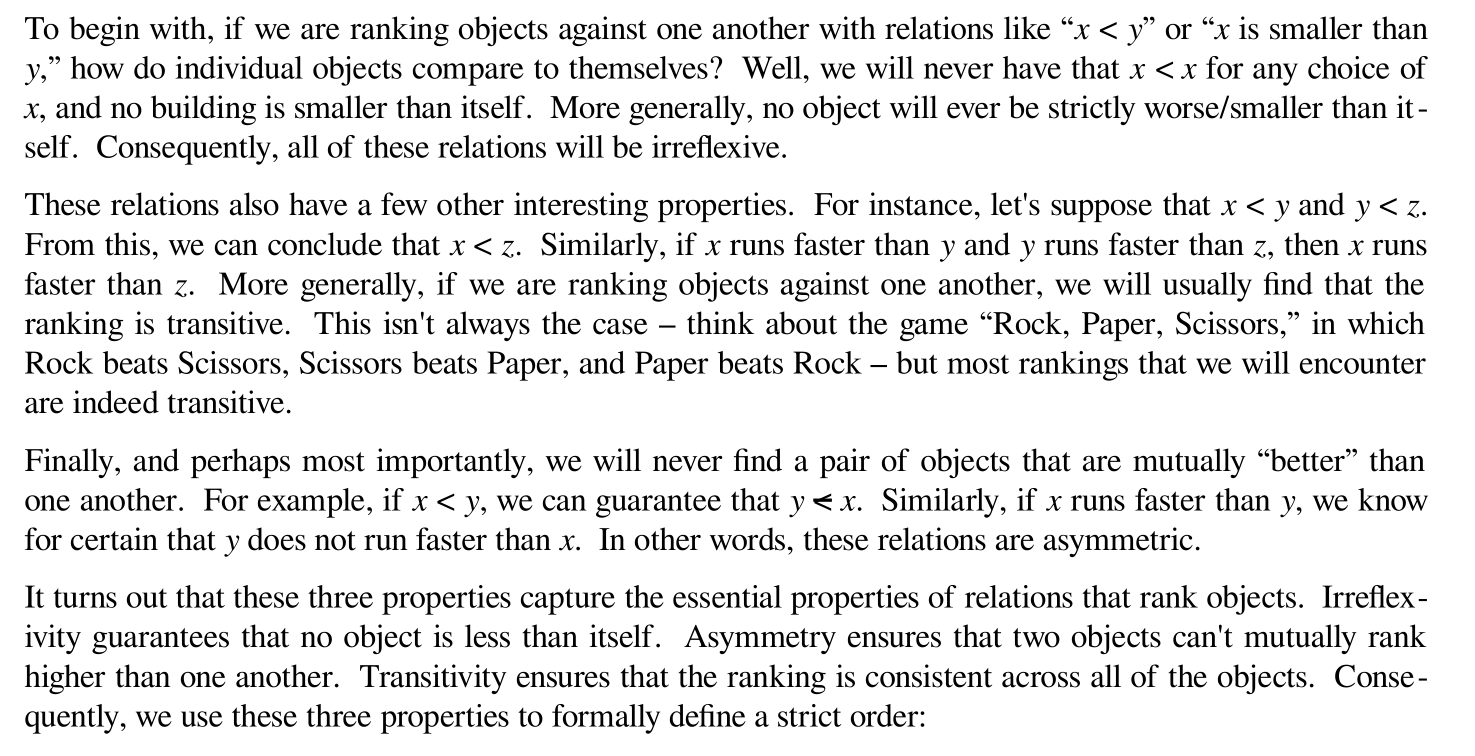 To begin with, if we are ranking objects against one another with relations like “x < y” or “x is smaller than
y,” how do individual objects compare to themselves? Well, we will never have that x < x for any choice of
x, and no building is smaller than itself. More generally, no object will ever be strictly worse/smaller than it-
self. Consequently, all of these relations will be irreflexive.
These relations also have a few other interesting properties. For instance, let's suppose that x < y and y < z.
From this, we can conclude that x < z. Similarly, if x runs faster than y and y runs faster than z, then x runs
faster than z. More generally, if we are ranking objects against one another, we will usually find that the
ranking is transitive. This isn't always the case – think about the game “Rock, Paper, Scissors,” in which
Rock beats Scissors, Scissors beats Paper, and Paper beats Rock – but most rankings that we will encounter
are indeed transitive.
Finally, and perhaps most importantly, we will never find a pair of objects that are mutually “better” than
one another. For example, if x < y, we can guarantee that y ≮ x. Similarly, if x runs faster than y, we know
for certain that y does not run faster than x. In other words, these relations are asymmetric.
It turns out that these three properties capture the essential properties of relations that rank objects. Irreflex-
ivity guarantees that no object is less than itself. Asymmetry ensures that two objects can't mutually rank
higher than one another. Transitivity ensures that the ranking is consistent across all of the objects. Conse-
quently, we use these three properties to formally define a strict order: